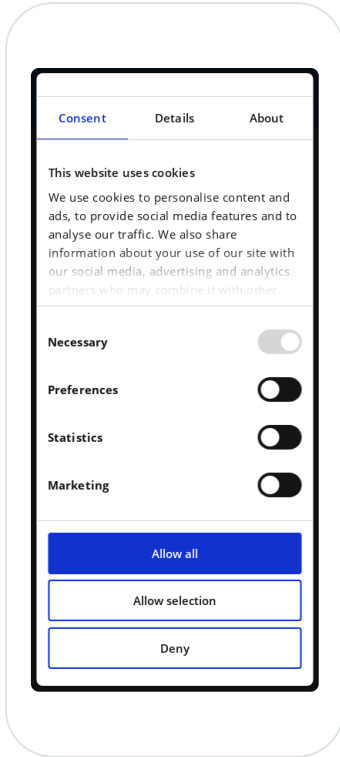 Consent Details About
This website uses cookies
We use cookies to personalise content and
ads, to provide social media features and to
analyse our traffic. We also share
information about your use of our site with
our social media, advertising and analytics
partners who may combine it with other
Necessary
Preferences
Statistics
Marketing
Allow all
Allow selection
Deny